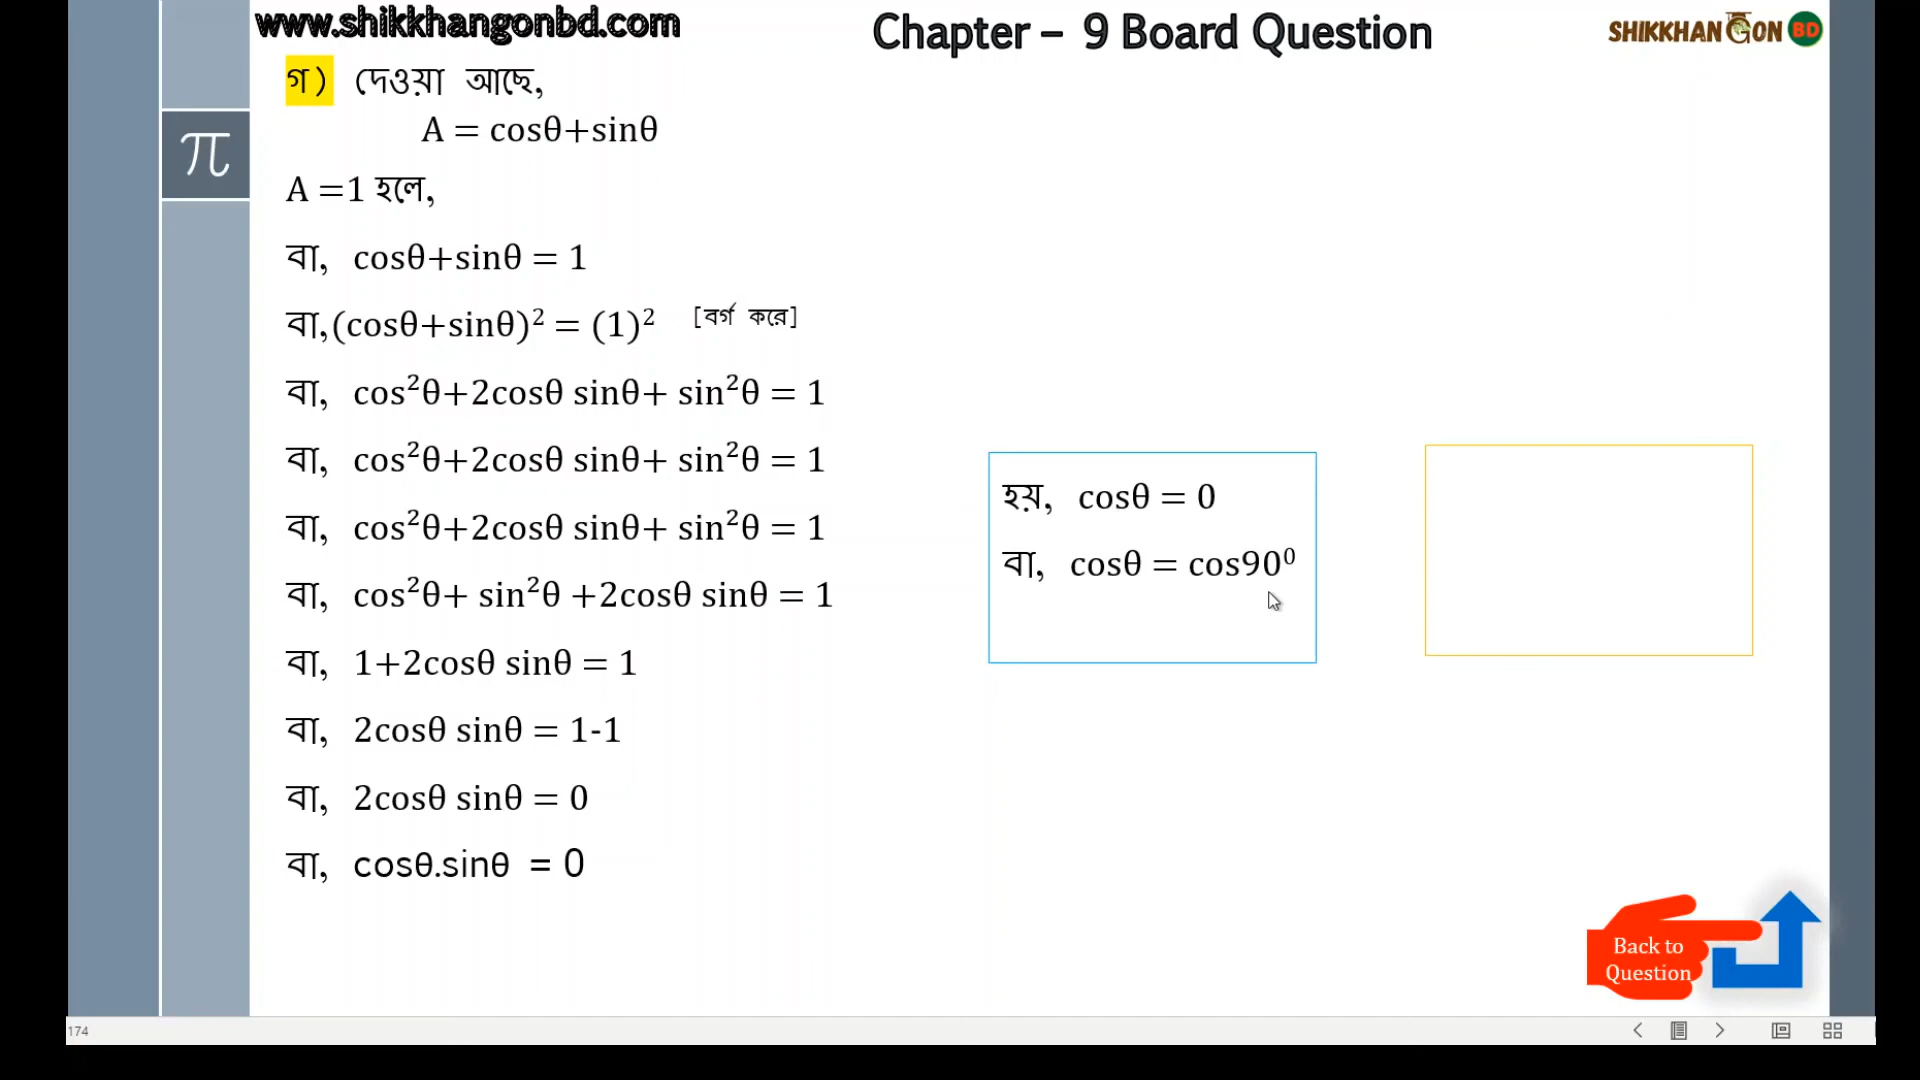 www.shikkhangonbd.com
Chapter – 9 Board Question
SHIKKHANGON BD
গ) দেওয়া আছে,
A = cosθ+sinθ
π
A =1 হলে,
বা, cosθ+sinθ = 1
বা,(cosθ+sinθ)² = (1)² [বর্গ করে]
বা, cos²θ+2cosθ sinθ+ sin²θ = 1
বা, cos²θ+2cosθ sinθ+ sin²θ = 1
বা, cos²θ+2cosθ sinθ+ sin²θ = 1
বা, cos²θ+ sin²θ +2cosθ sinθ = 1
বা, 1+2cosθ sinθ = 1
বা, 2cosθ sinθ = 1-1
বা, 2cosθ sinθ = 0
বা, cosθ.sinθ = 0
হয়, cosθ = 0
বা, cosθ = cos90⁰
Back to
Question
174